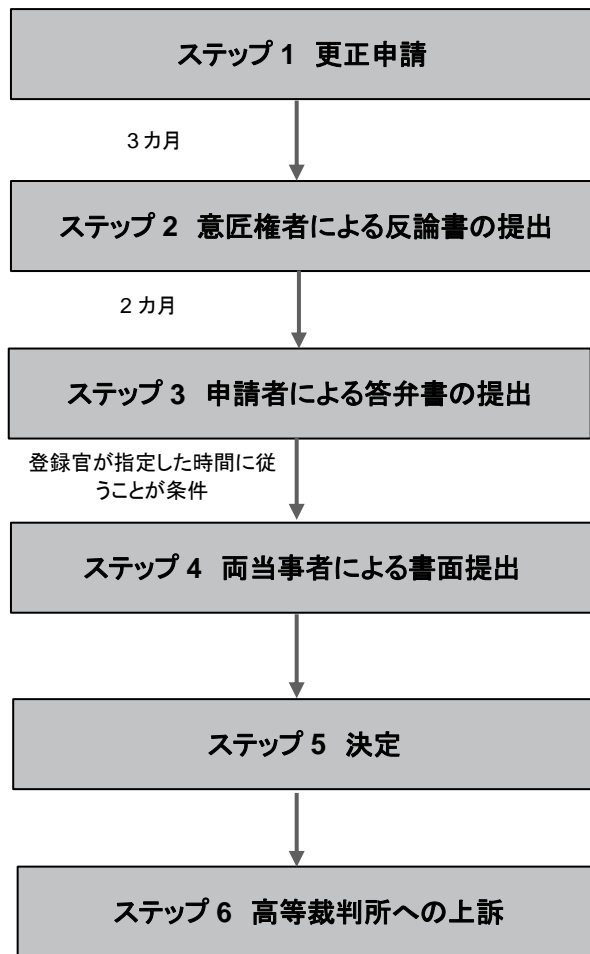 ステップ 1 更正申請
3 カ月
ステップ 2 意匠権者による反論書の提出
2 カ月
ステップ 3 申請者による答弁書の提出
登録官が指定した時間に従
うことが条件
ステップ 4 両当事者による書面提出
ステップ 5 決定
ステップ 6 高等裁判所への上訴